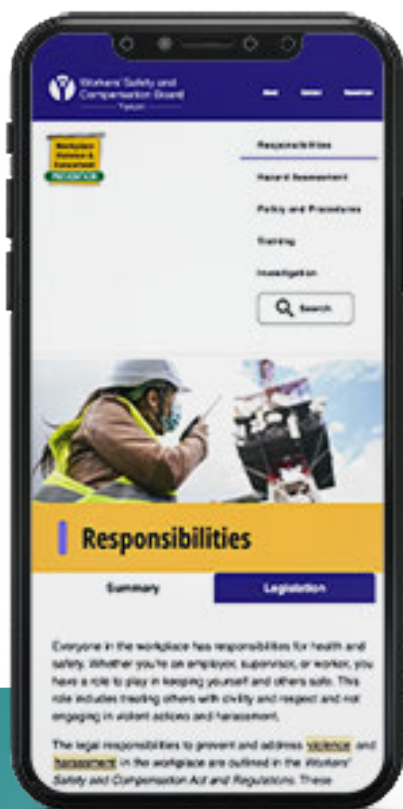 Workers' Safety and
Compensation Board
Yukon
Workplace
Violence &
Harassment
Responsibilities
Hazard Assessment
Policy and Procedures
Training
Investigation
Search
Responsibilities
Summary
Legislation
Everyone in the workplace has responsibilities for health and
safety. Whether you're an employer, supervisor, or worker, you
have a role to play in keeping yourself and others safe. This
role includes treating others with civility and respect and not
engaging in violent actions and harassment.
The legal responsibilities to prevent and address violence and
harassment in the workplace are outlined in the Workers'
Safety and Compensation Act and Regulations. These